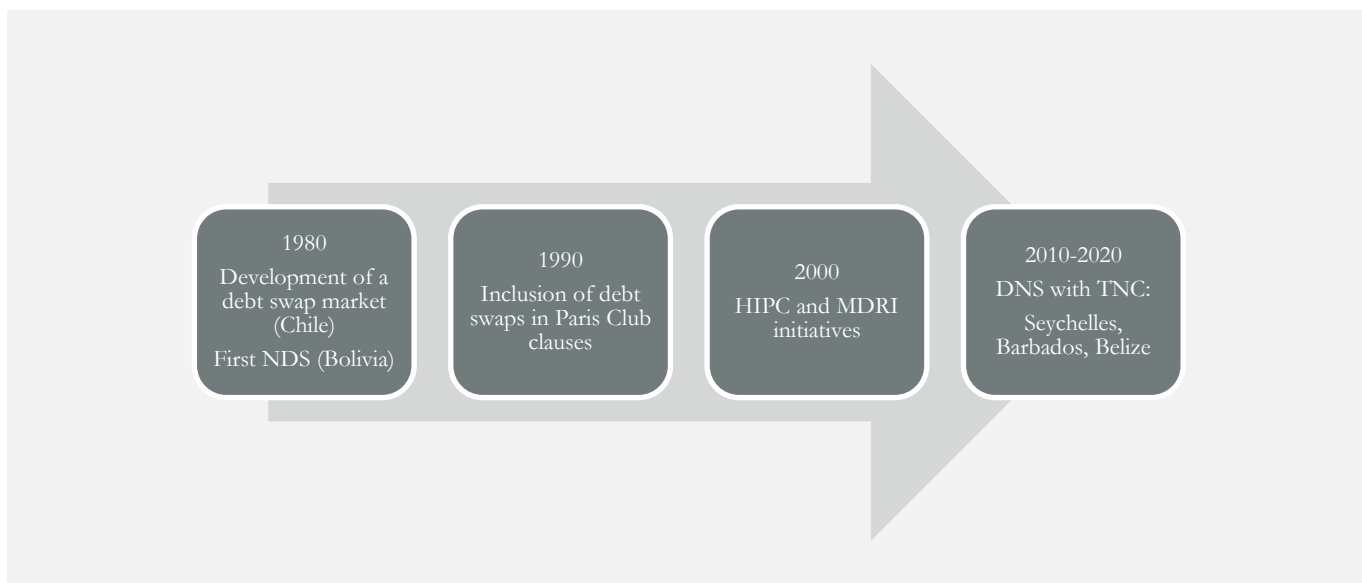 1980
Development of a
debt swap market
(Chile)
First NDS (Bolivia)
1990
Inclusion of debt
swaps in Paris Club
clauses
2000
HIPC and MDRI
initiatives
2010-2020
DNS with TNC:
Seychelles,
Barbados, Belize